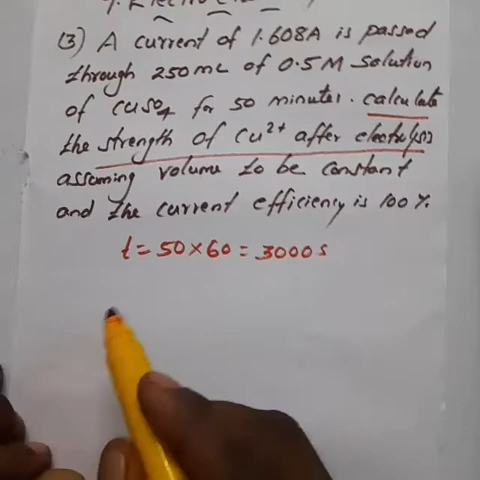 (3) A current of 1.608A is passed
through 250mL of 0.5M solution
of CuSO4 for 50 minutes. calculate
the strength of Cu²⁺ after electolysis
assuming volume to be constant
and the current efficiency is 100%.
t = 50×60 = 3000s